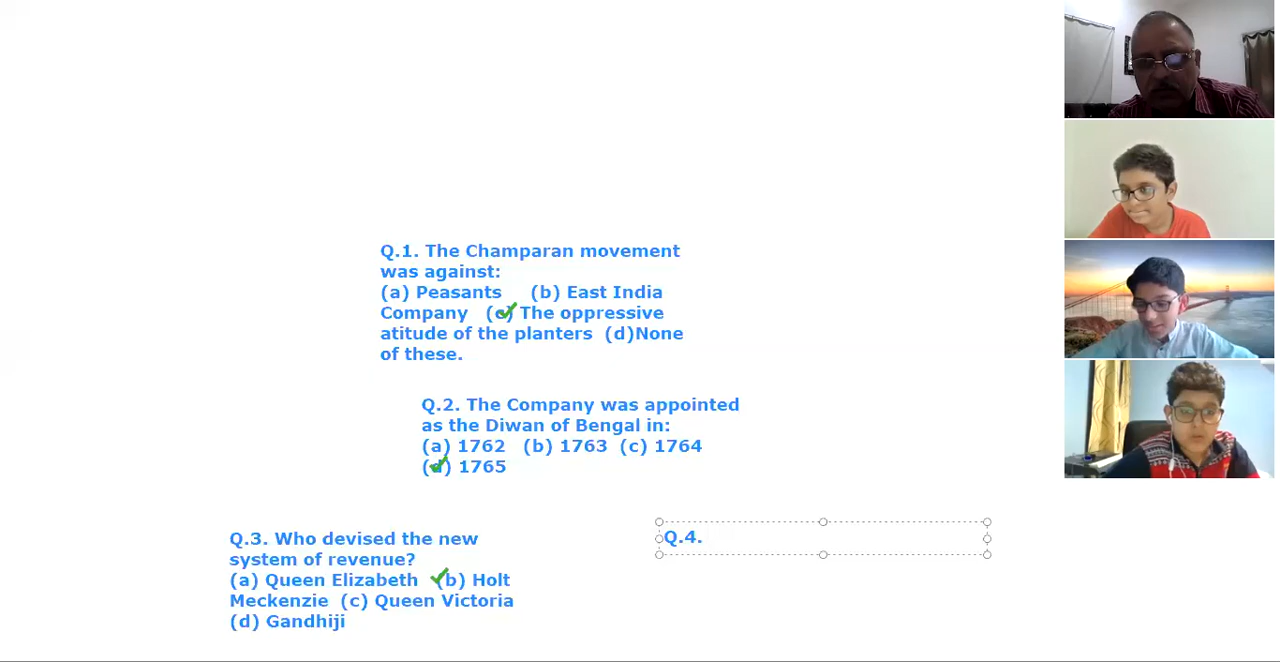 Q.1. The Champaran movement
was against:
(a) Peasants (b) East India
Company (c) The oppressive
atitude of the planters (d)None
of these.
Q.2. The Company was appointed
as the Diwan of Bengal in:
(a) 1762 (b) 1763 (c) 1764
(d) 1765
Q.3. Who devised the new
system of revenue?
(a) Queen Elizabeth (b) Holt
Meckenzie (c) Queen Victoria
(d) Gandhiji
Q.4.